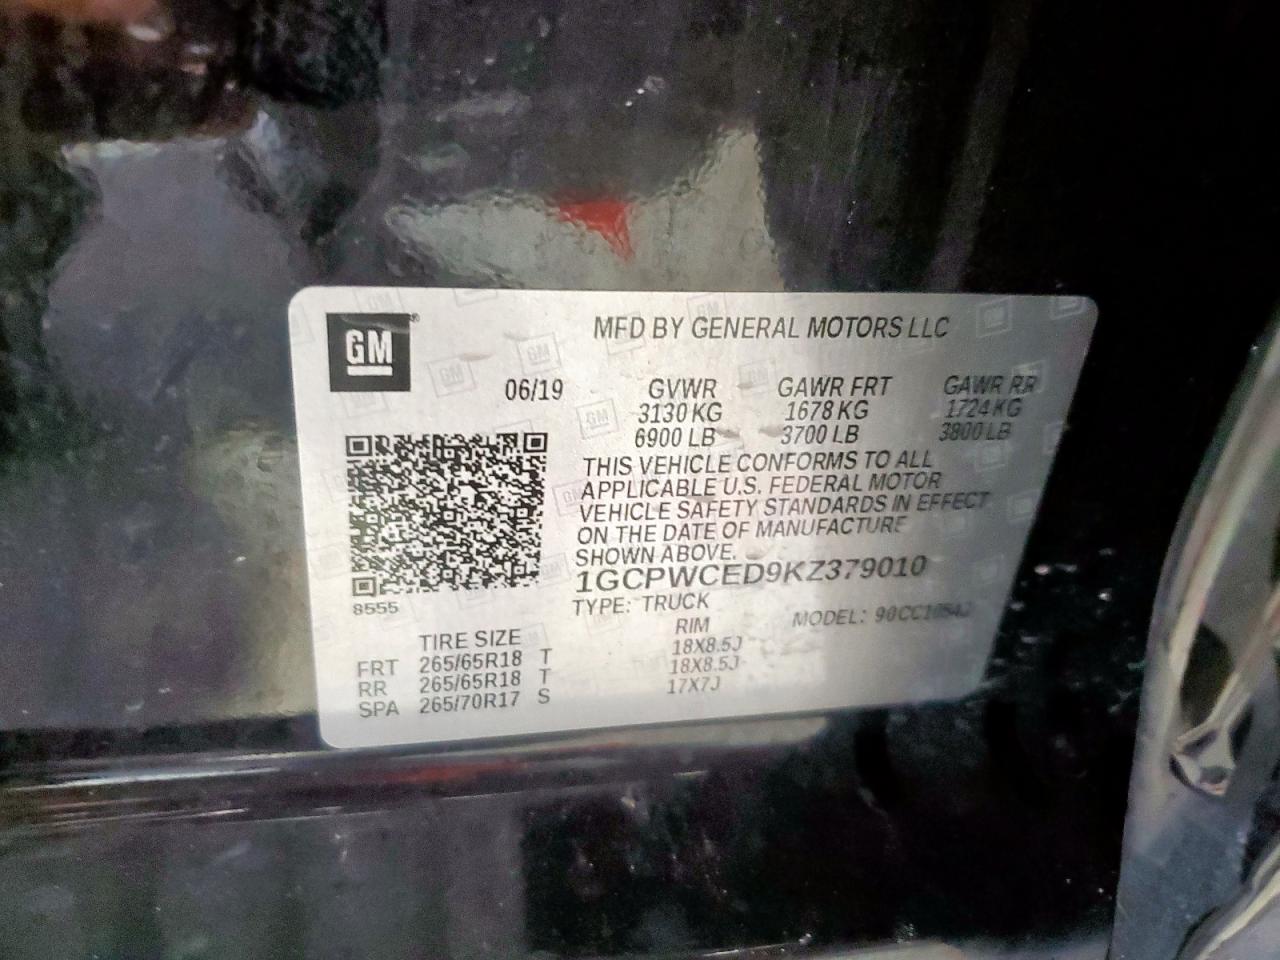 GM
MFD BY GENERAL MOTORS LLC
06/19 GVWR GAWR FRT GAWR RR
3130 KG 1678 KG 1724 KG
6900 LB 3700 LB 3800 LB
THIS VEHICLE CONFORMS TO ALL
APPLICABLE U.S. FEDERAL MOTOR
VEHICLE SAFETY STANDARDS IN EFFECT
ON THE DATE OF MANUFACTURE
SHOWN ABOVE.
1GCPWCED9KZ379010
8555
TYPE: TRUCK MODEL:
TIRE SIZE RIM
FRT 265/65R18 T 18X8.5J
RR 265/65R18 T 18X8.5J
SPA 265/70R17 S 17X7J